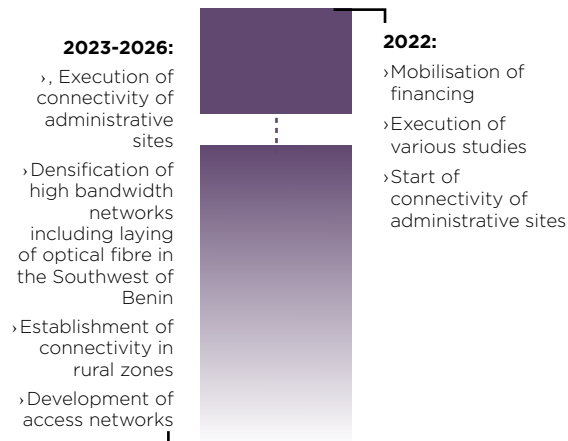 2023-2026:
›, Execution of
connectivity of
administrative
sites
›Densification of
high bandwidth
networks
including laying
of optical fibre in
the Southwest of
Benin
›Establishment of
connectivity in
rural zones
›Development of
access networks
2022:
›Mobilisation of
financing
›Execution of
various studies
›Start of
connectivity of
administrative sites